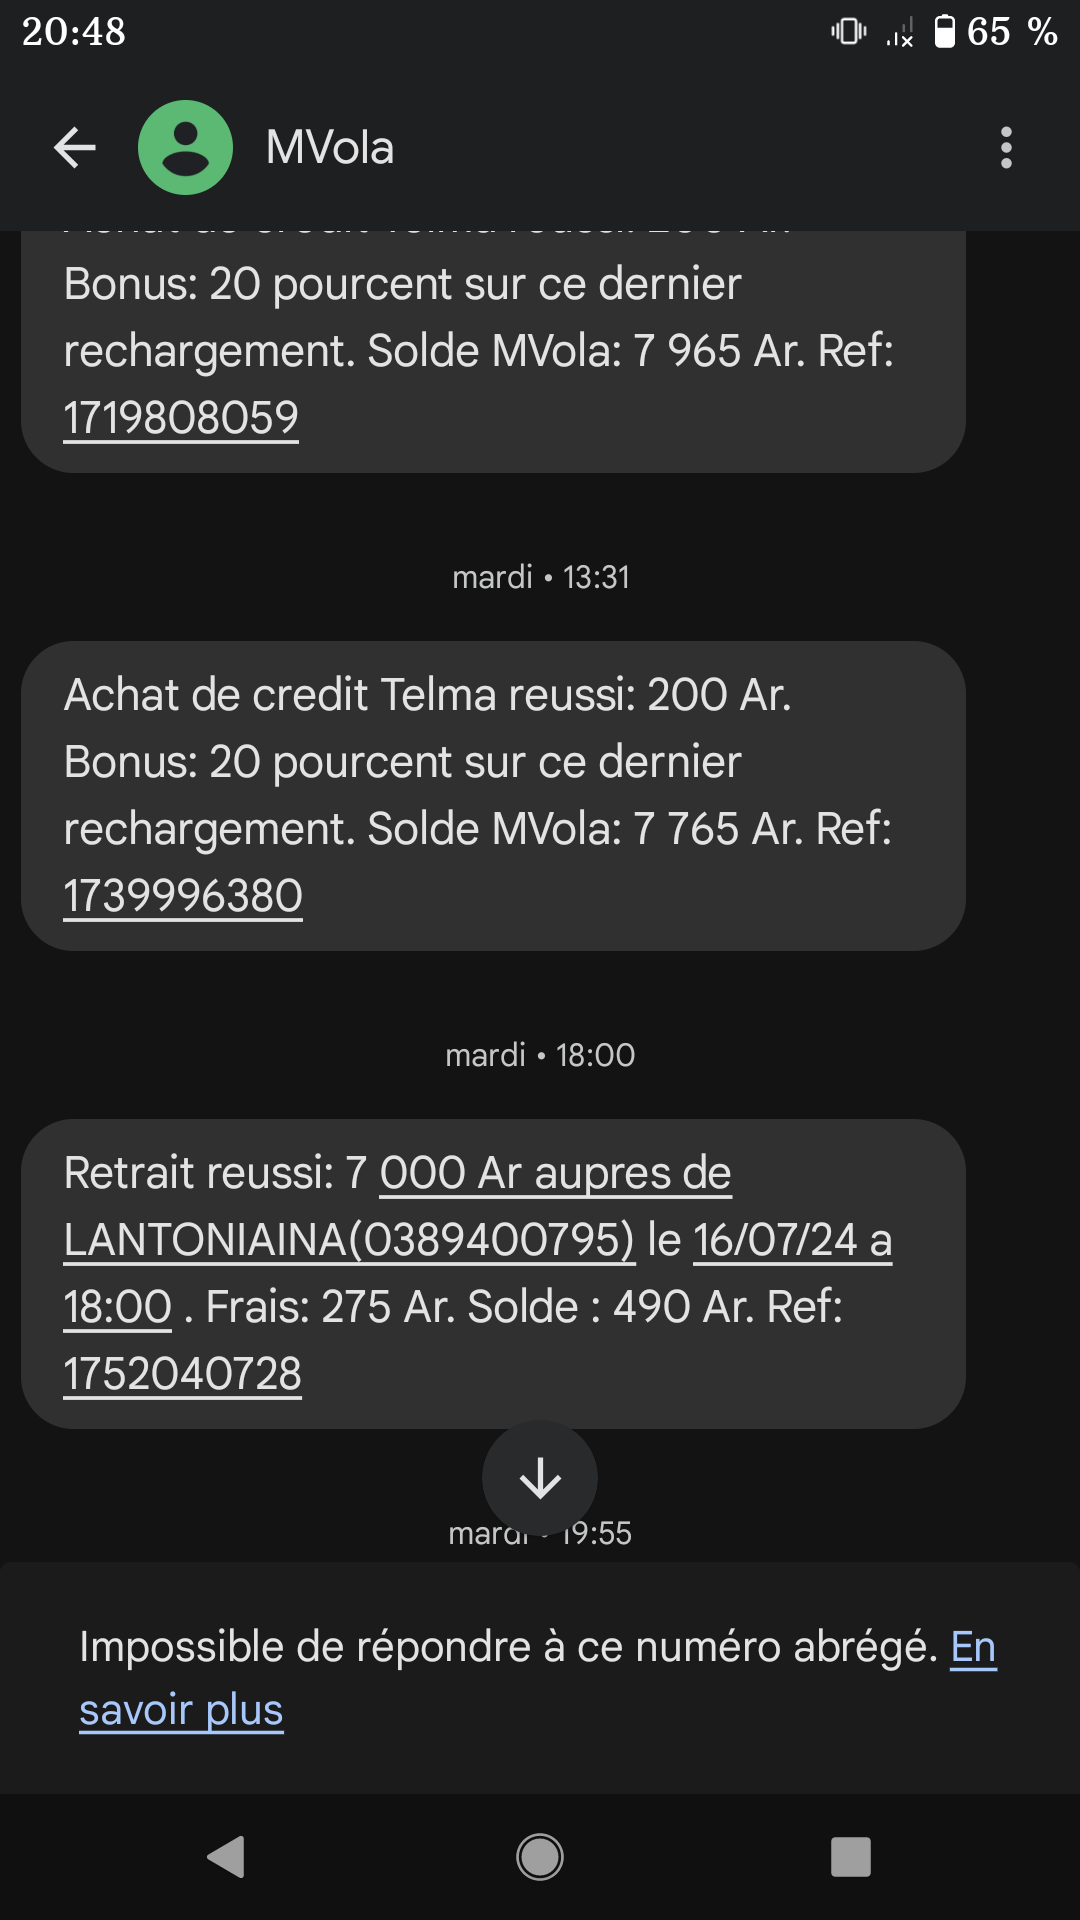 20:48
65 %
MVola
Bonus: 20 pourcent sur ce dernier
rechargement. Solde MVola: 7 965 Ar. Ref:
1719808059
mardi • 13:31
Achat de credit Telma reussi: 200 Ar.
Bonus: 20 pourcent sur ce dernier
rechargement. Solde MVola: 7 765 Ar. Ref:
1739996380
mardi • 18:00
Retrait reussi: 7 000 Ar aupres de
LANTONIAINA(0389400795) le 16/07/24 a
18:00 . Frais: 275 Ar. Solde : 490 Ar. Ref:
1752040728
mardi • 19:55
Impossible de répondre à ce numéro abrégé. En
savoir plus